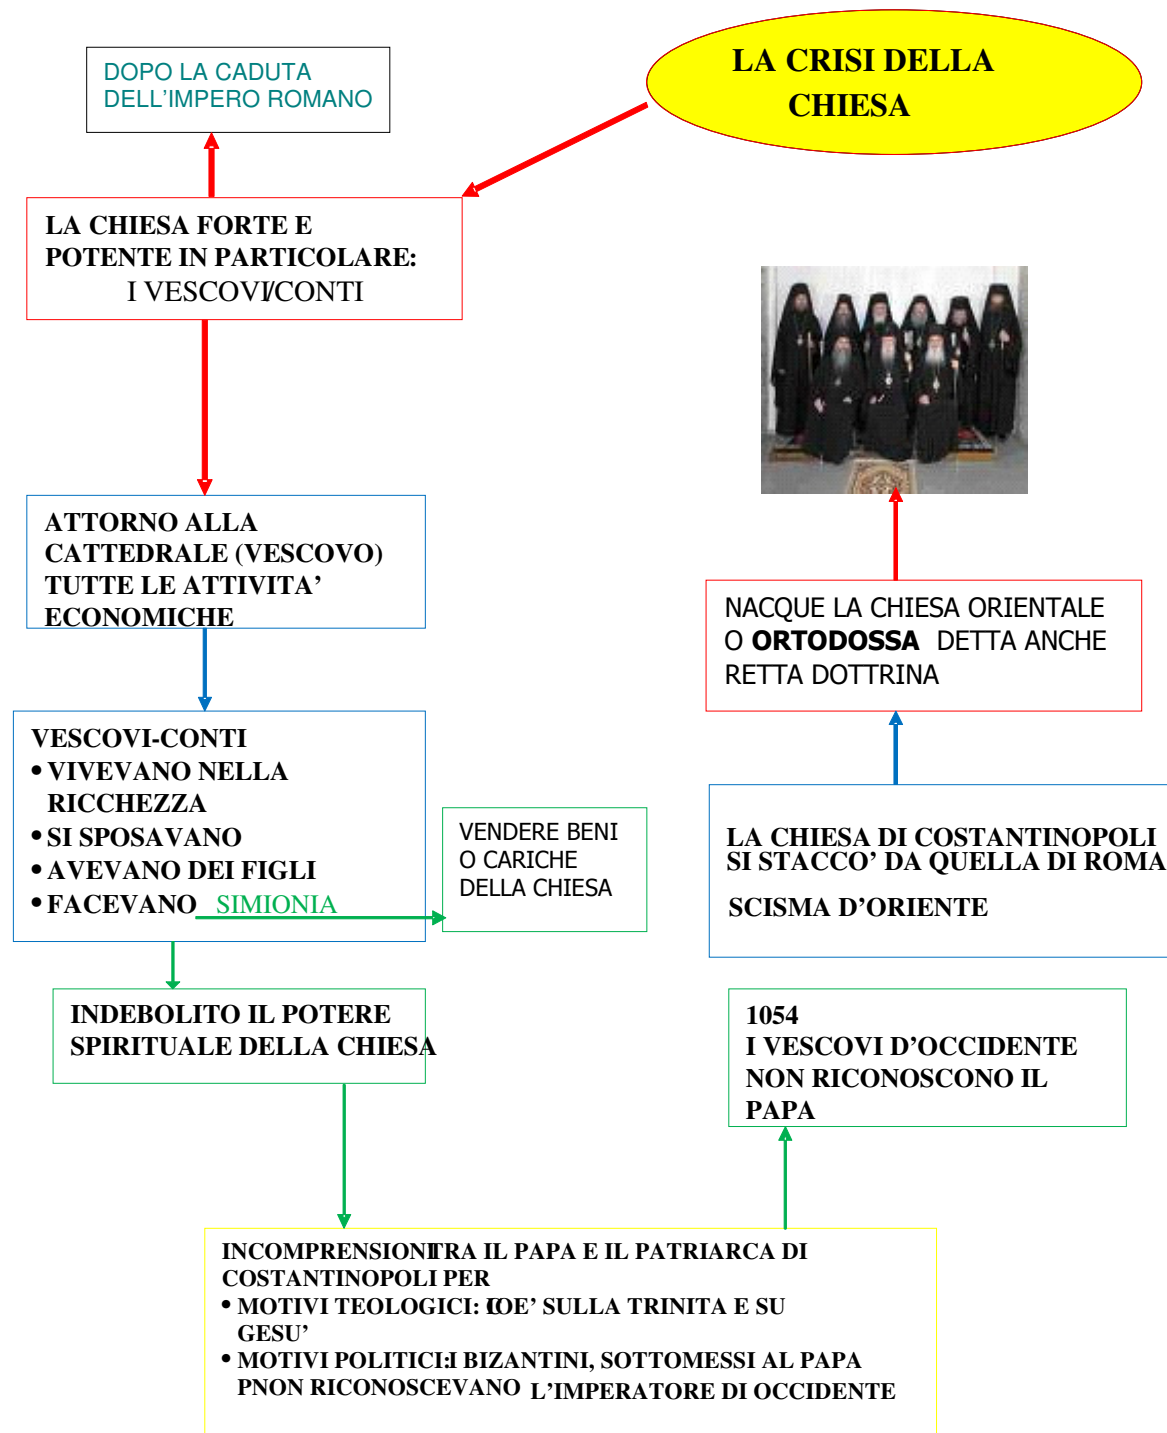 LA CRISI DELLA
CHIESA
DOPO LA CADUTA
DELL'IMPERO ROMANO
LA CHIESA FORTE E
POTENTE IN PARTICOLARE:
I VESCOVI/CONTI
ATTORNO ALLA
CATTEDRALE (VESCOVO)
TUTTE LE ATTIVITA'
ECONOMICHE
VESCOVI-CONTI
• VIVEVANO NELLA
RICCHEZZA
• SI SPOSAVANO
• AVEVANO DEI FIGLI
• FACEVANO SIMIONIA
VENDERE BENI
O CARICHE
DELLA CHIESA
INDEBOLITO IL POTERE
SPIRITUALE DELLA CHIESA
INCOMPRENSIONI TRA IL PAPA E IL PATRIARCA DI
COSTANTINOPOLI PER
• MOTIVI TEOLOGICI: CIOE' SULLA TRINITA E SU
GESU'
• MOTIVI POLITICI:I BIZANTINI, SOTTOMESSI AL PAPA
PNON RICONOSCEVANO L'IMPERATORE DI OCCIDENTE
1054
I VESCOVI D'OCCIDENTE
NON RICONOSCONO IL
PAPA
LA CHIESA DI COSTANTINOPOLI
SI STACCO' DA QUELLA DI ROMA
SCISMA D'ORIENTE
NACQUE LA CHIESA ORIENTALE
O ORTODOSSA DETTA ANCHE
RETTA DOTTRINA